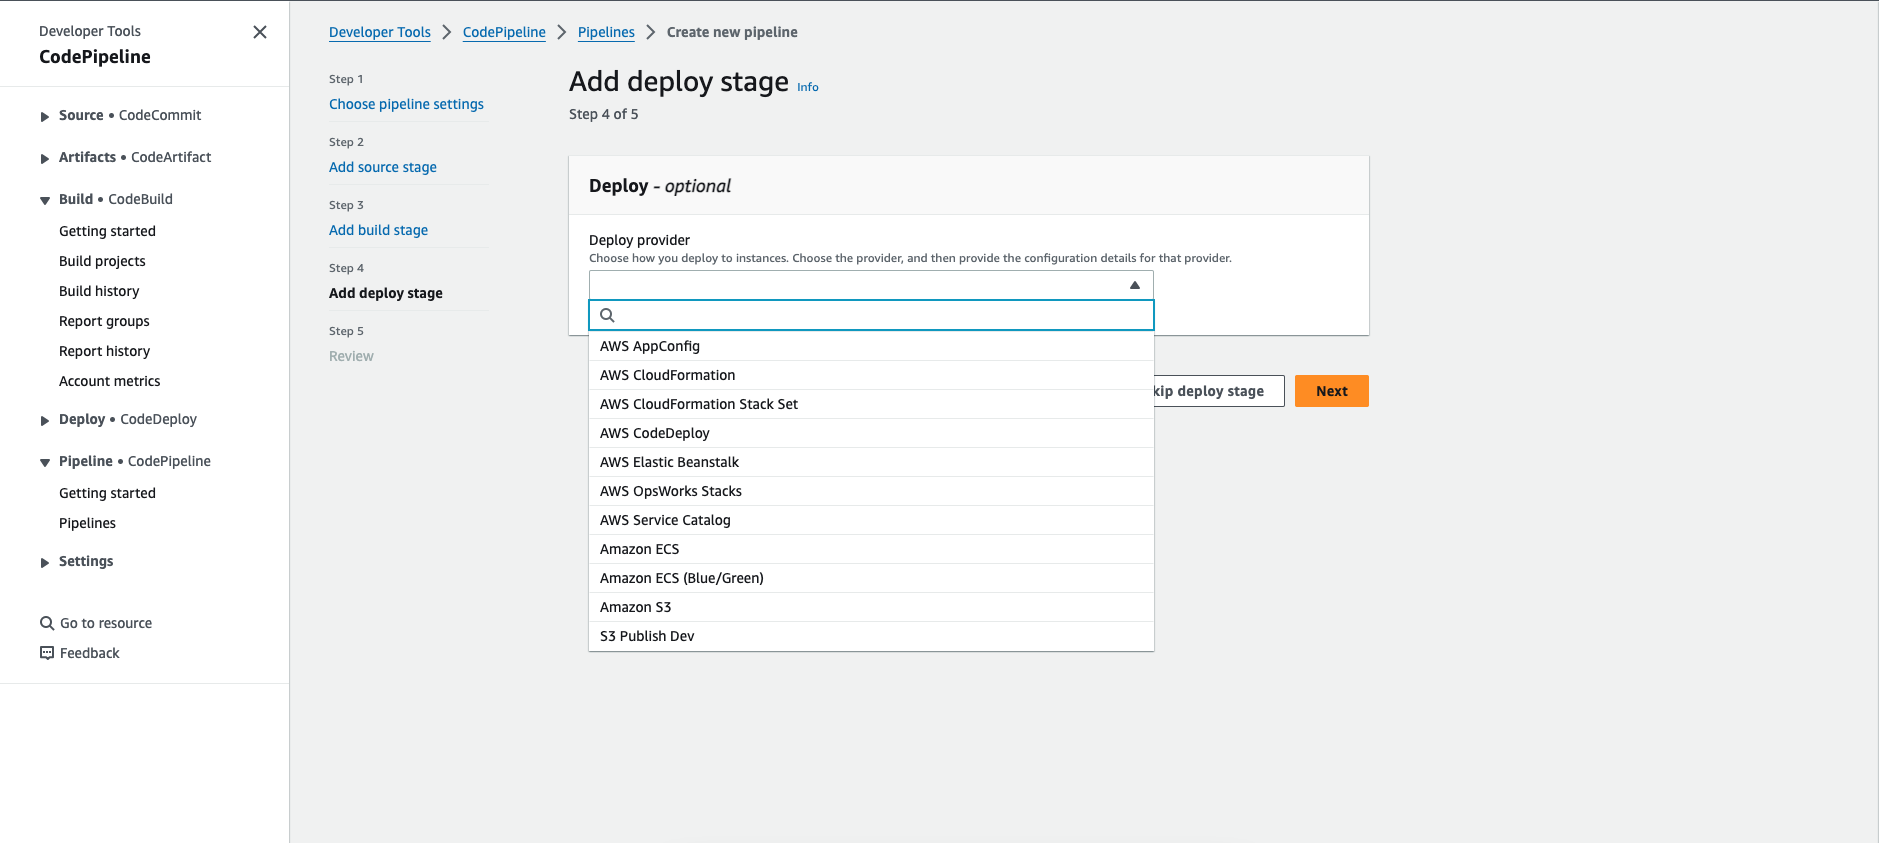 Developer Tools
CodePipeline
Source • CodeCommit
Artifacts • CodeArtifact
Build • CodeBuild
Getting started
Build projects
Build history
Report groups
Report history
Account metrics
Deploy • CodeDeploy
Pipeline • CodePipeline
Getting started
Pipelines
Settings
Go to resource
Feedback
Developer Tools > CodePipeline > Pipelines > Create new pipeline
Step 1
Choose pipeline settings
Step 2
Add source stage
Step 3
Add build stage
Step 4
Add deploy stage
Step 5
Review
Add deploy stage Info
Step 4 of 5
Deploy - optional
Deploy provider
Choose how you deploy to instances. Choose the provider, and then provide the configuration details for that provider.
AWS AppConfig
AWS CloudFormation
AWS CloudFormation Stack Set
AWS CodeDeploy
AWS Elastic Beanstalk
AWS OpsWorks Stacks
AWS Service Catalog
Amazon ECS
Amazon ECS (Blue/Green)
Amazon S3
S3 Publish Dev
kip deploy stage
Next